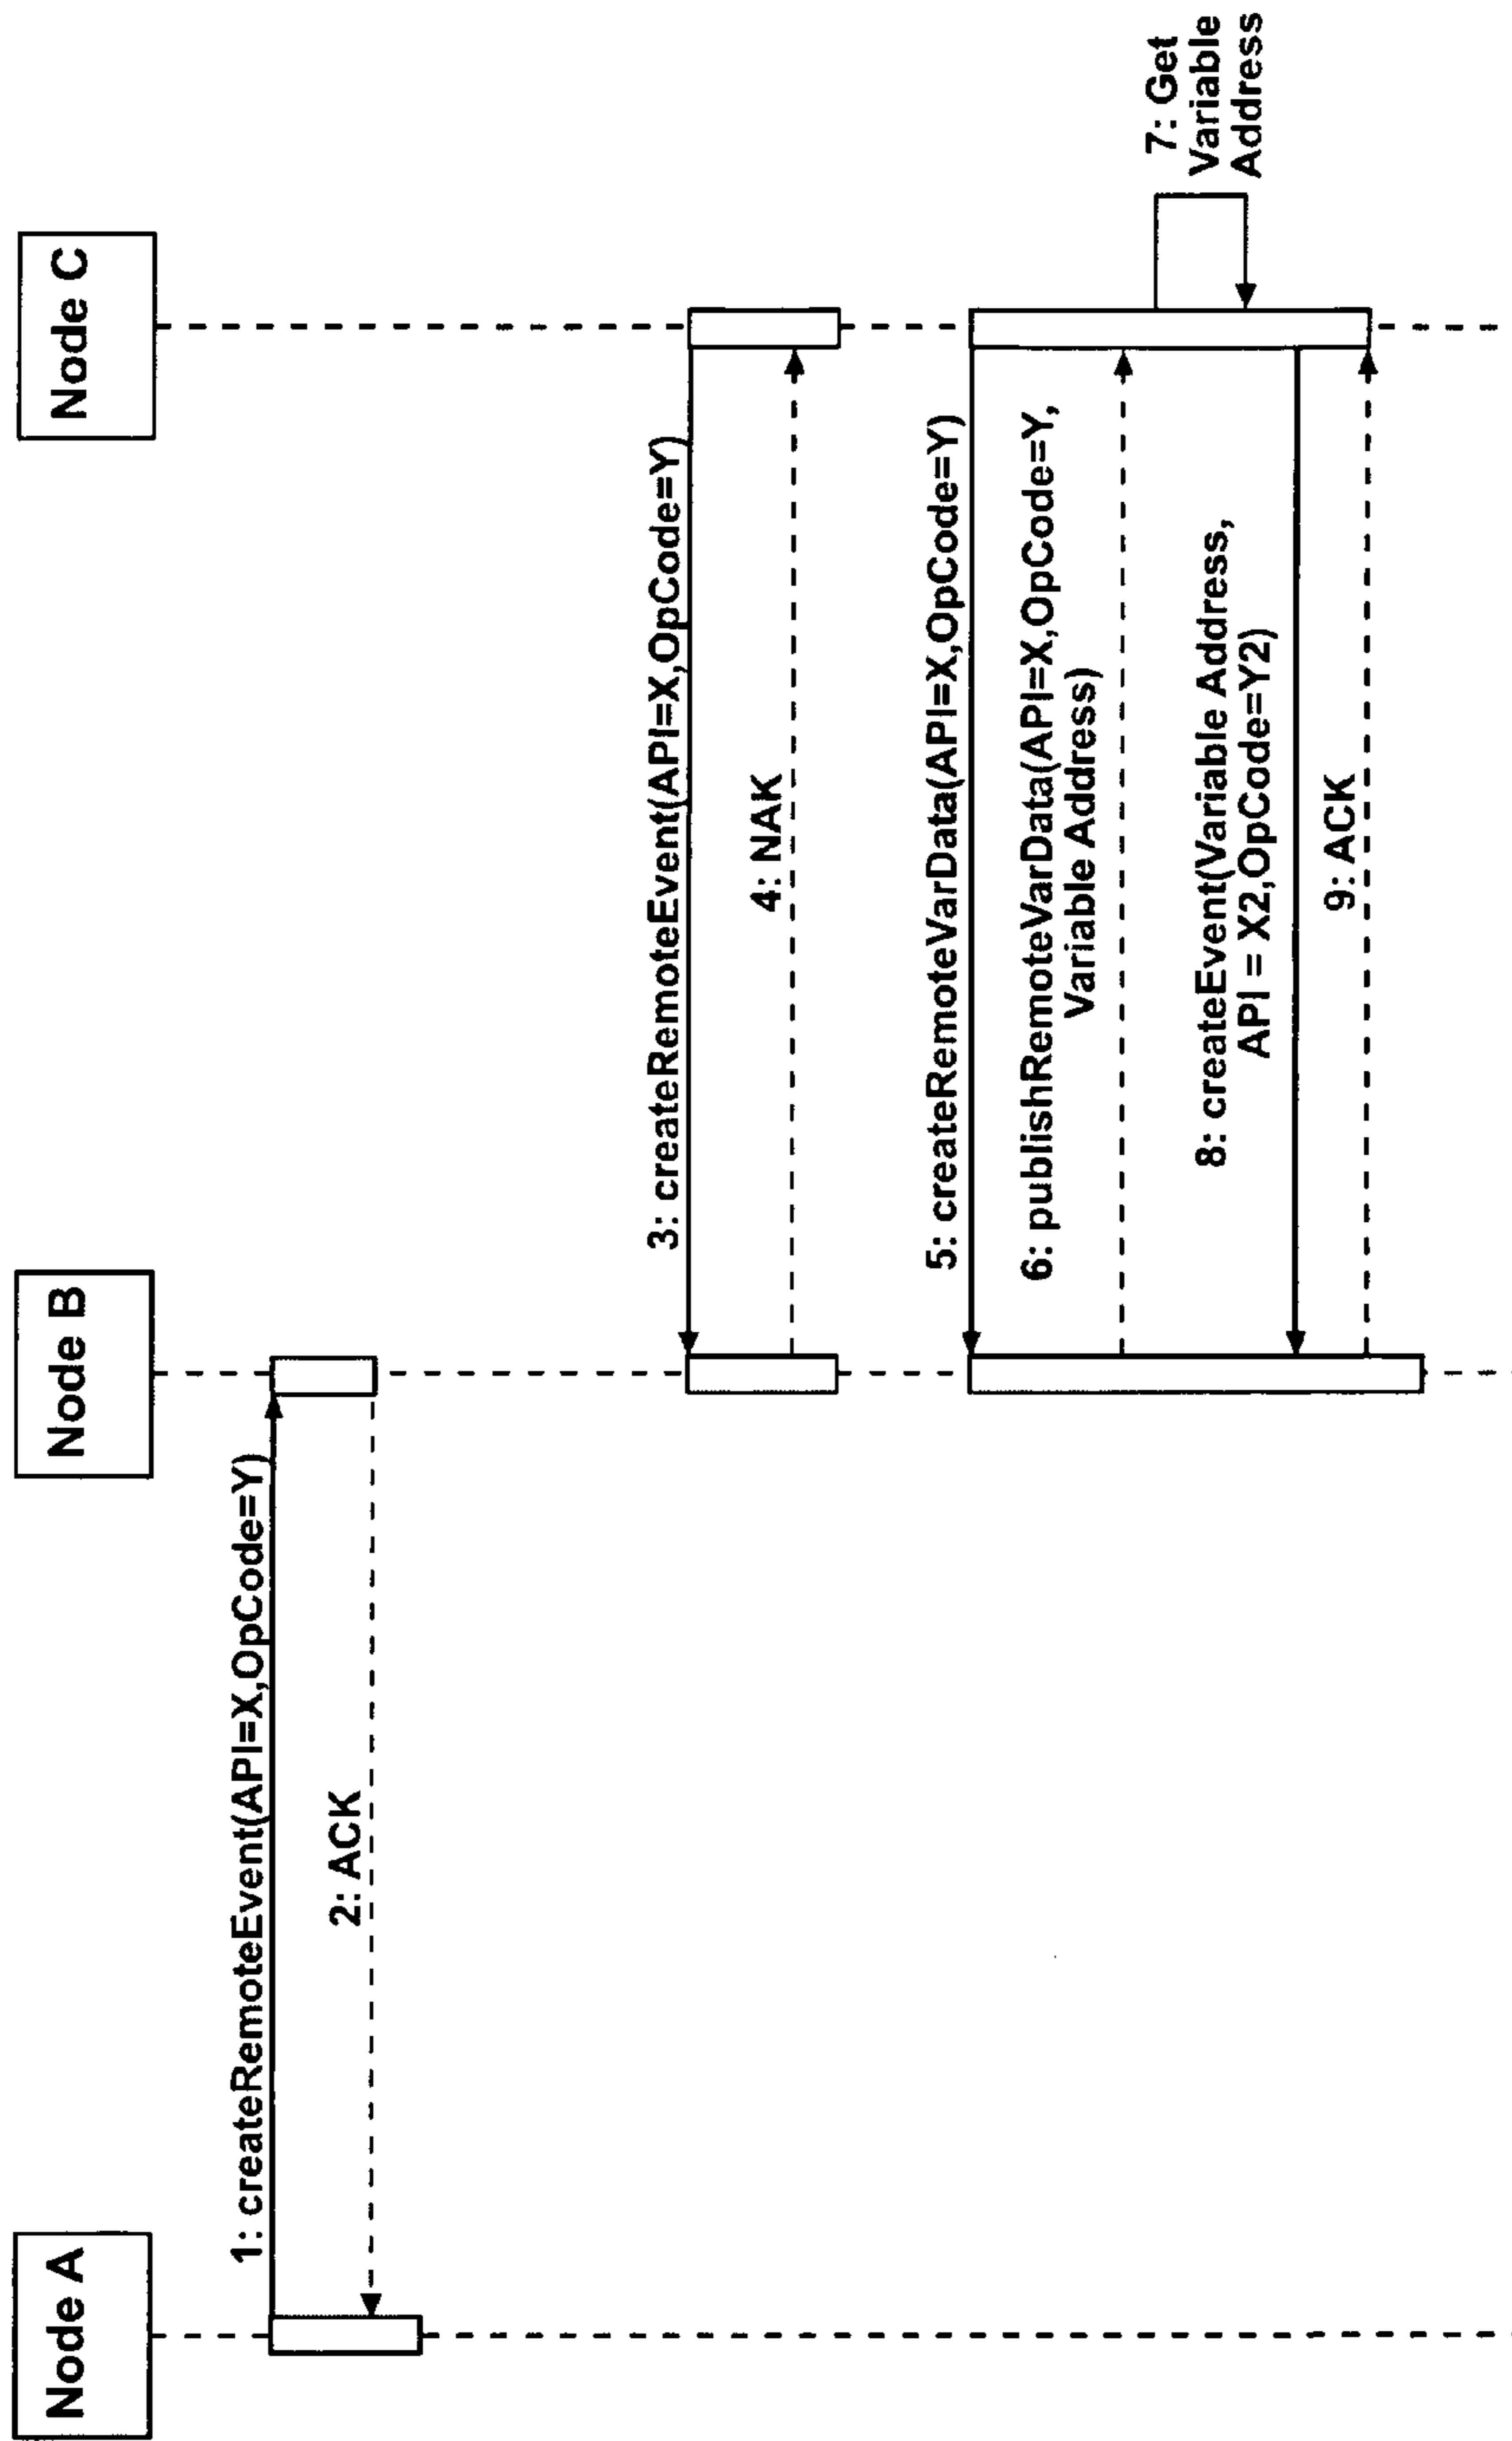 Node A
Node B
Node C
1: createRemoteEvent(API=X,OpCode=Y)
2: ACK
3: createRemoteEvent(API=X,OpCode=Y)
4: NAK
5: createRemoteVarData(API=X,OpCode=Y)
6: publishRemoteVarData(API=X,OpCode=Y,
Variable Address)
7: Get
Variable
Address
8: createEvent(Variable Address,
API = X2,OpCode=Y2)
9: ACK